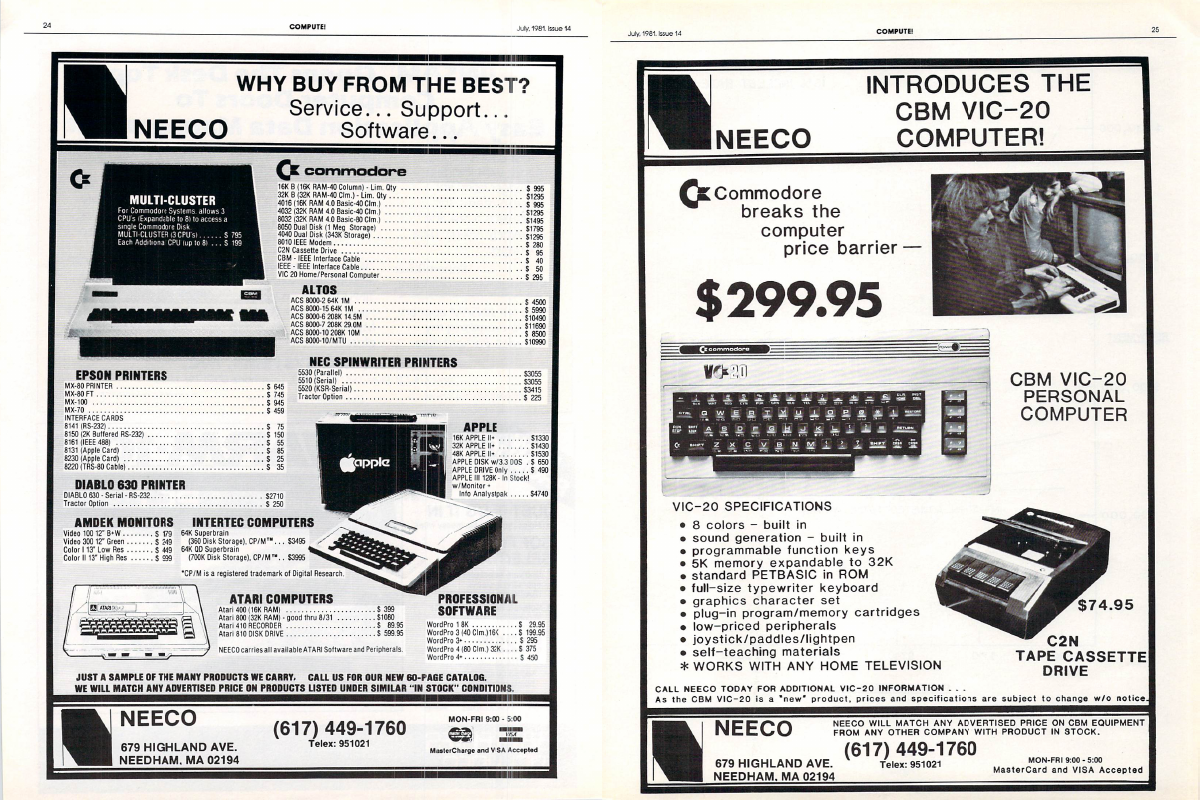 24
COMPUTE!
July, 1981, Issue 14
NEECO
WHY BUY FROM THE BEST?
Service... Support...
Software...
MULTI-CLUSTER
For Commodore Systems, allows 3
CPU's (Expandable to 8) to access a
single Commodore Disk.
MULTI-CLUSTER (3 CPU's) ...... $ 795
Each Additional CPU (up to 8) ... $ 199
CBM
commodore
16K B (16K RAM-40 Column) - Lim. Qty ........ $ 995
32K B (32K RAM-40 Clm.) - Lim. Qty ........ $1295
4016 (16K RAM 4.0 Basic-40 Clm.) ........ $ 995
4032 (32K RAM 4.0 Basic-40 Clm.) ........ $1295
8032 (32K RAM 4.0 Basic-80 Clm.) ........ $1495
8050 Dual Disk (1 Meg Storage) ........ $1795
4040 Dual Disk (343K Storage) ........ $1295
8010 IEEE Modem ........ $ 280
C2N Cassette Drive ........ $ 95
CBM - IEEE Interface Cable ........ $ 40
IEEE - IEEE Interface Cable ........ $ 50
VIC 20 Home/Personal Computer ........ $ 295
ALTOS
ACS 8000-2 64K 1M ........ $ 4500
ACS 8000-15 64K 1M ........ $ 5990
ACS 8000-6 208K 14.5M ........ $10490
ACS 8000-7 208K 29.0M ........ $11690
ACS 8000-10 208K 10M ........ $ 8500
ACS 8000-10/MTU ........ $10990
NEC SPINWRITER PRINTERS
5530 (Parallel) ........ $3055
5510 (Serial) ........ $3055
5520 (KSR-Serial) ........ $3415
Tractor Option ........ $ 225
EPSON PRINTERS
MX-80 PRINTER ........ $ 645
MX-80 FT ........ $ 745
MX-100 ........ $ 945
MX-70 ........ $ 459
INTERFACE CARDS
8141 (RS-232) ........ $ 75
8150 (2K Buffered RS-232) ........ $ 150
8161 (IEEE 488) ........ $ 55
8131 (Apple Card) ........ $ 85
8230 (Apple Card) ........ $ 25
8220 (TRS-80 Cable) ........ $ 35
apple
APPLE
16K APPLE II+ ....... $1330
32K APPLE II+ ....... $1430
48K APPLE II+ ....... $1530
APPLE DISK w/3.3 DOS . $ 650
APPLE DRIVE Only ..... $ 490
APPLE III 128K - In Stock!
w/Monitor +
Info Analystpak ..... $4740
DIABLO 630 PRINTER
DIABLO 630 - Serial - RS-232 ........ $2710
Tractor Option ........ $ 250
AMDEK MONITORS
Video 100 12" B+W ....... $ 179
Video 300 12" Green ..... $ 249
Color I 13" Low Res ..... $ 449
Color II 13" High Res ..... $ 999
INTERTEC COMPUTERS
64K Superbrain
(360 Disk Storage), CP/M™ ... $3495
64K QD Superbrain
(700K Disk Storage), CP/M™ ... $3995
*CP/M is a registered trademark of Digital Research.
ATARI COMPUTERS
Atari 400 (16K RAM) ........ $ 399
Atari 800 (32K RAM) - good thru 8/31 ........ $1080
Atari 410 RECORDER ........ $ 89.95
Atari 810 DISK DRIVE ........ $ 599.95
NEECO carries all available ATARI Software and Peripherals.
PROFESSIONAL
SOFTWARE
WordPro 1 8K ........ $ 29.95
WordPro 3 (40 Clm.) 16K .... $ 199.95
WordPro 3+ ........ $ 295
WordPro 4 (80 Clm.) 32K .... $ 375
WordPro 4+ ........ $ 450
JUST A SAMPLE OF THE MANY PRODUCTS WE CARRY. CALL US FOR OUR NEW 60-PAGE CATALOG.
WE WILL MATCH ANY ADVERTISED PRICE ON PRODUCTS LISTED UNDER SIMILAR "IN STOCK" CONDITIONS.
NEECO
679 HIGHLAND AVE.
NEEDHAM, MA 02194
(617) 449-1760
Telex: 951021
MON-FRI 9:00 - 5:00
MasterCharge and VISA Accepted
July, 1981, Issue 14
COMPUTE!
25
NEECO
INTRODUCES THE
CBM VIC-20
COMPUTER!
Commodore
breaks the
computer
price barrier —
$299.95
commodore
VIC-20
CBM VIC-20
PERSONAL
COMPUTER
VIC-20 SPECIFICATIONS
● 8 colors - built in
● sound generation - built in
● programmable function keys
● 5K memory expandable to 32K
● standard PETBASIC in ROM
● full-size typewriter keyboard
● graphics character set
● plug-in program/memory cartridges
● low-priced peripherals
● joystick/paddles/lightpen
● self-teaching materials
* WORKS WITH ANY HOME TELEVISION
$74.95
C2N
TAPE CASSETTE
DRIVE
CALL NEECO TODAY FOR ADDITIONAL VIC-20 INFORMATION . . .
As the CBM VIC-20 is a "new" product, prices and specifications are subject to change w/o notice.
NEECO
679 HIGHLAND AVE.
NEEDHAM, MA 02194
NEECO WILL MATCH ANY ADVERTISED PRICE ON CBM EQUIPMENT
FROM ANY OTHER COMPANY WITH PRODUCT IN STOCK.
(617) 449-1760
Telex: 951021
MON-FRI 9:00 - 5:00
MasterCard and VISA Accepted